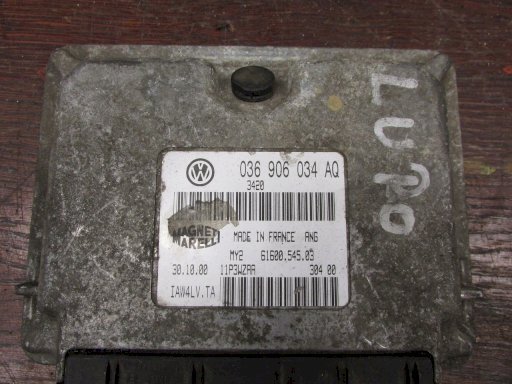 LUPO
VW 036 906 034 AQ
3420
MAGNETI
MARELLI
MADE IN FRANCE AN6
MY2 61600.545.03
30.10.00 11P3WZAA 304 00
IAW4LV.TA